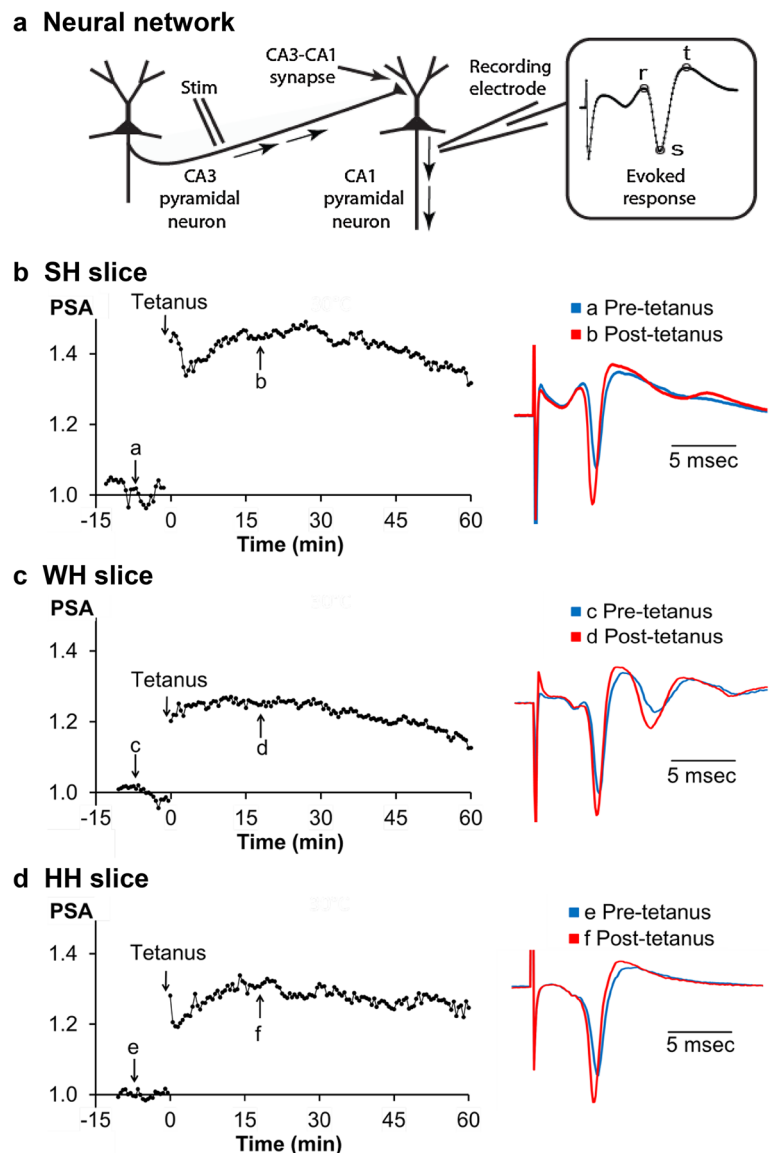 a Neural network
CA3-CA1
synapse
Stim
Recording
electrode
r
t
s
CA3
pyramidal
neuron
CA1
pyramidal
neuron
Evoked
response
b SH slice
PSA
Tetanus
1.4
1.2
1.0
a
b
-15
0
15
30
45
60
Time (min)
a Pre-tetanus
b Post-tetanus
5 msec
c WH slice
PSA
Tetanus
1.4
1.2
1.0
c
d
-15
0
15
30
45
60
Time (min)
c Pre-tetanus
d Post-tetanus
5 msec
d HH slice
PSA
Tetanus
1.4
1.2
1.0
e
f
-15
0
15
30
45
60
Time (min)
e Pre-tetanus
f Post-tetanus
5 msec